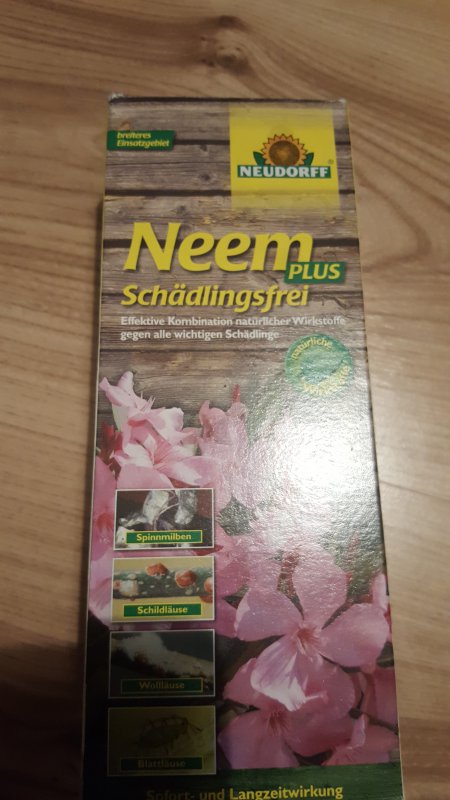 breiteres
Einsatzgebiet
NEUDORFF®
Neem
PLUS
Schädlingsfrei
Effektive Kombination natürlicher Wirkstoffe
gegen alle wichtigen Schädlinge
natürliche
Spinnmilben
Schildläuse
Wollläuse
Blattläuse
Sofort- und Langzeitwirkung